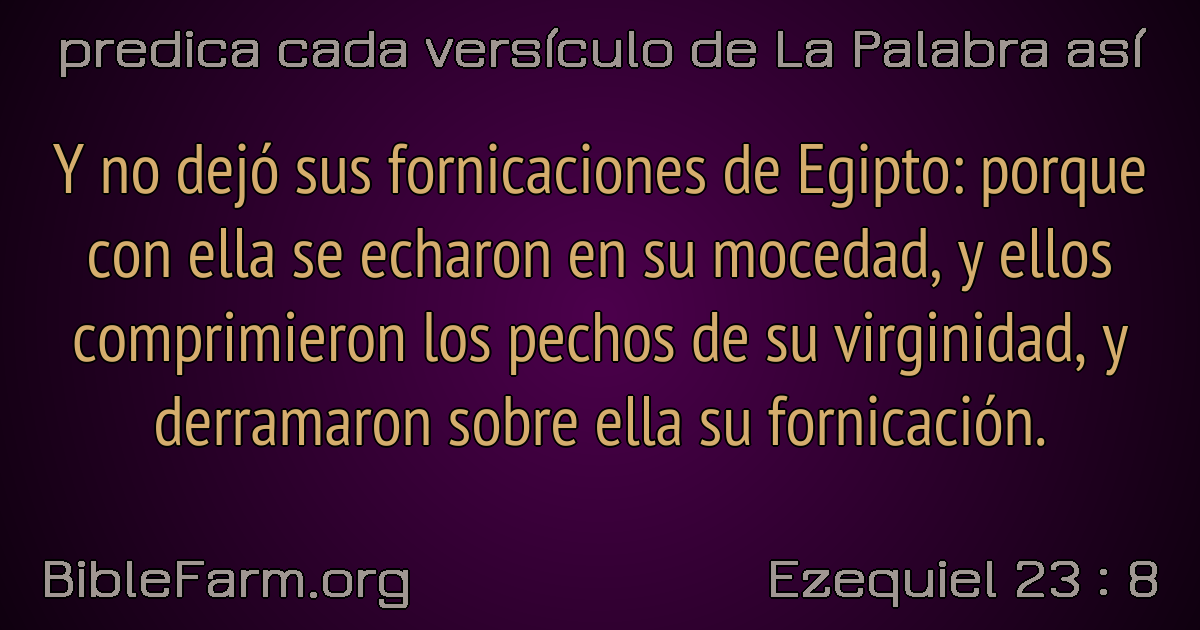 predica cada versículo de La Palabra así
Y no dejó sus fornicaciones de Egipto: porque
con ella se echaron en su mocedad, y ellos
comprimieron los pechos de su virginidad, y
derramaron sobre ella su fornicación.
BibleFarm.org
Ezequiel 23 : 8